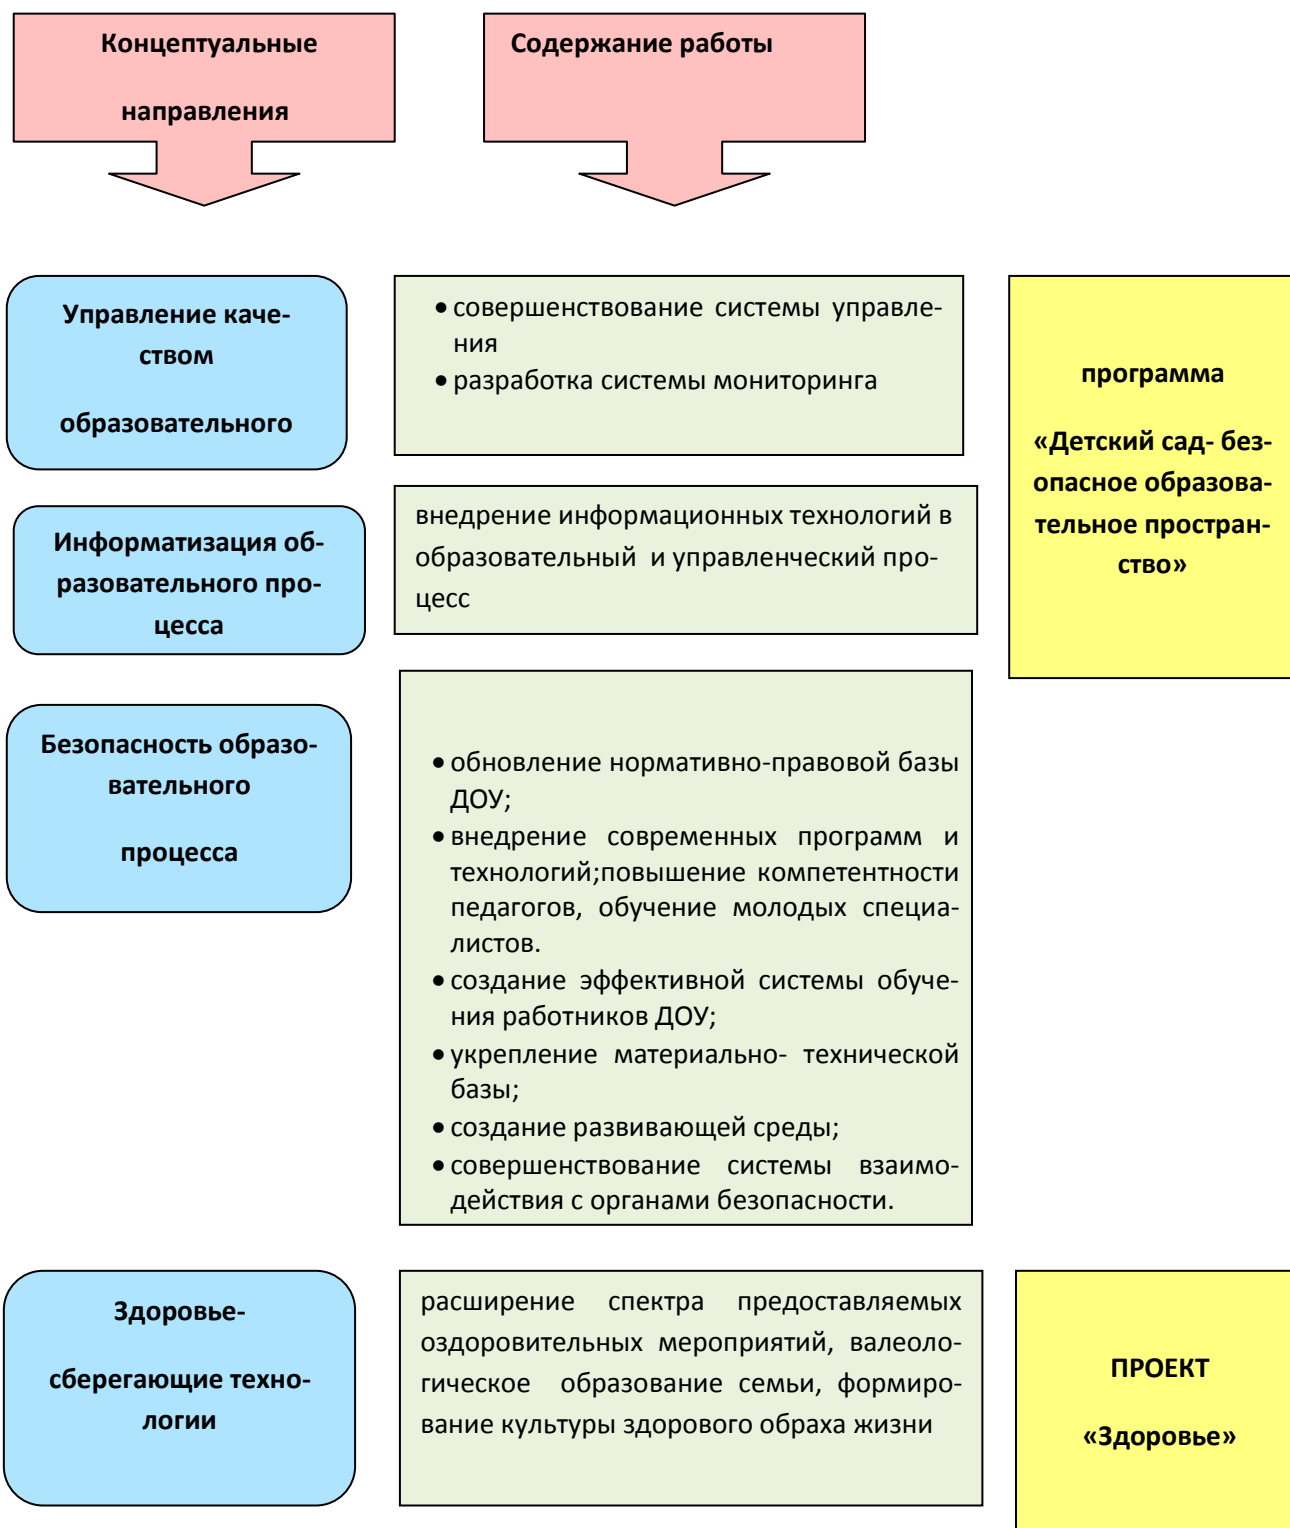 Концептуальные
направления
Содержание работы
Управление каче-
ством
образовательного
• совершенствование системы управле-
ния
• разработка системы мониторинга
программа
«Детский сад- без-
опасное образова-
тельное простран-
ство»
Информатизация об-
разовательного про-
цесса
внедрение информационных технологий в
образовательный и управленческий про-
цесс
Безопасность образо-
вательного
процесса
• обновление нормативно-правовой базы
ДОУ;
• внедрение современных программ и
технологий;повышение компетентности
педагогов, обучение молодых специа-
листов.
• создание эффективной системы обуче-
ния работников ДОУ;
• укрепление материально- технической
базы;
• создание развивающей среды;
• совершенствование системы взаимо-
действия с органами безопасности.
Здоровье-
сберегающие техно-
логии
расширение спектра предоставляемых
оздоровительных мероприятий, валеоло-
гическое образование семьи, формиро-
вание культуры здорового обраха жизни
ПРОЕКТ
«Здоровье»